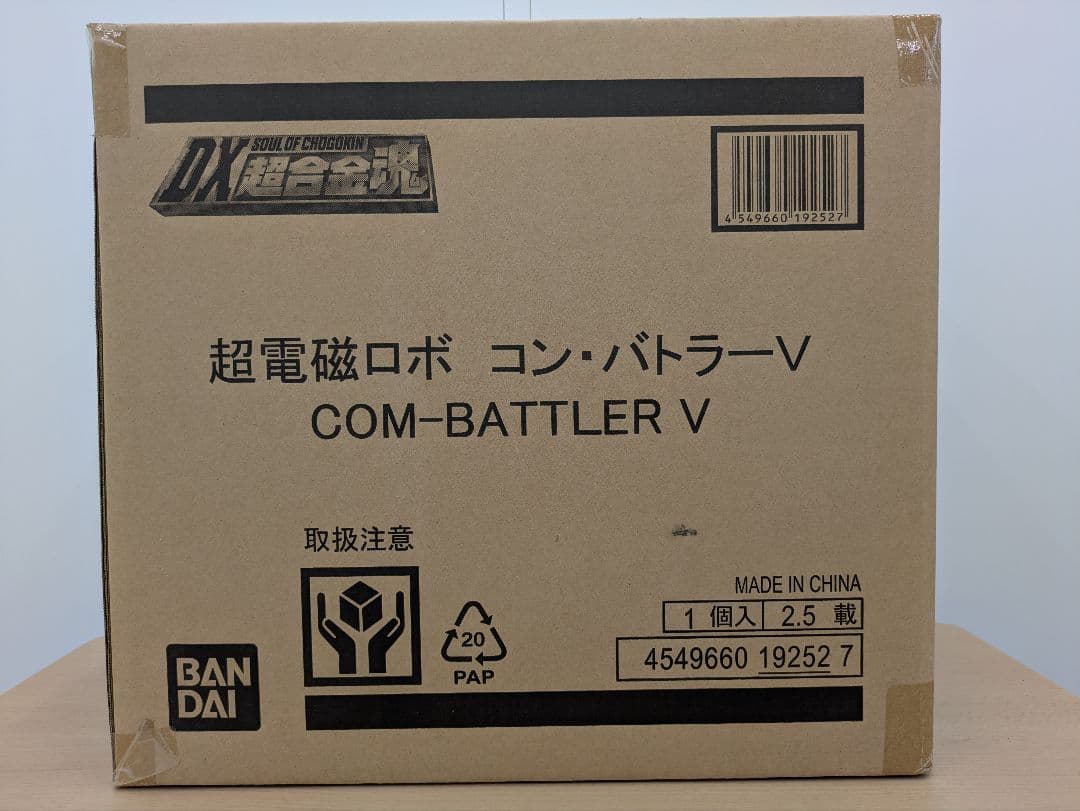 DX SOUL OF CHOGOKIN
超合金魂
4 549660 192527
超電磁ロボ コン・バトラーV
COM-BATTLER V
取扱注意
MADE IN CHINA
1 個入 2.5 載
4549660 19252 7
20
PAP
BAN
DAI